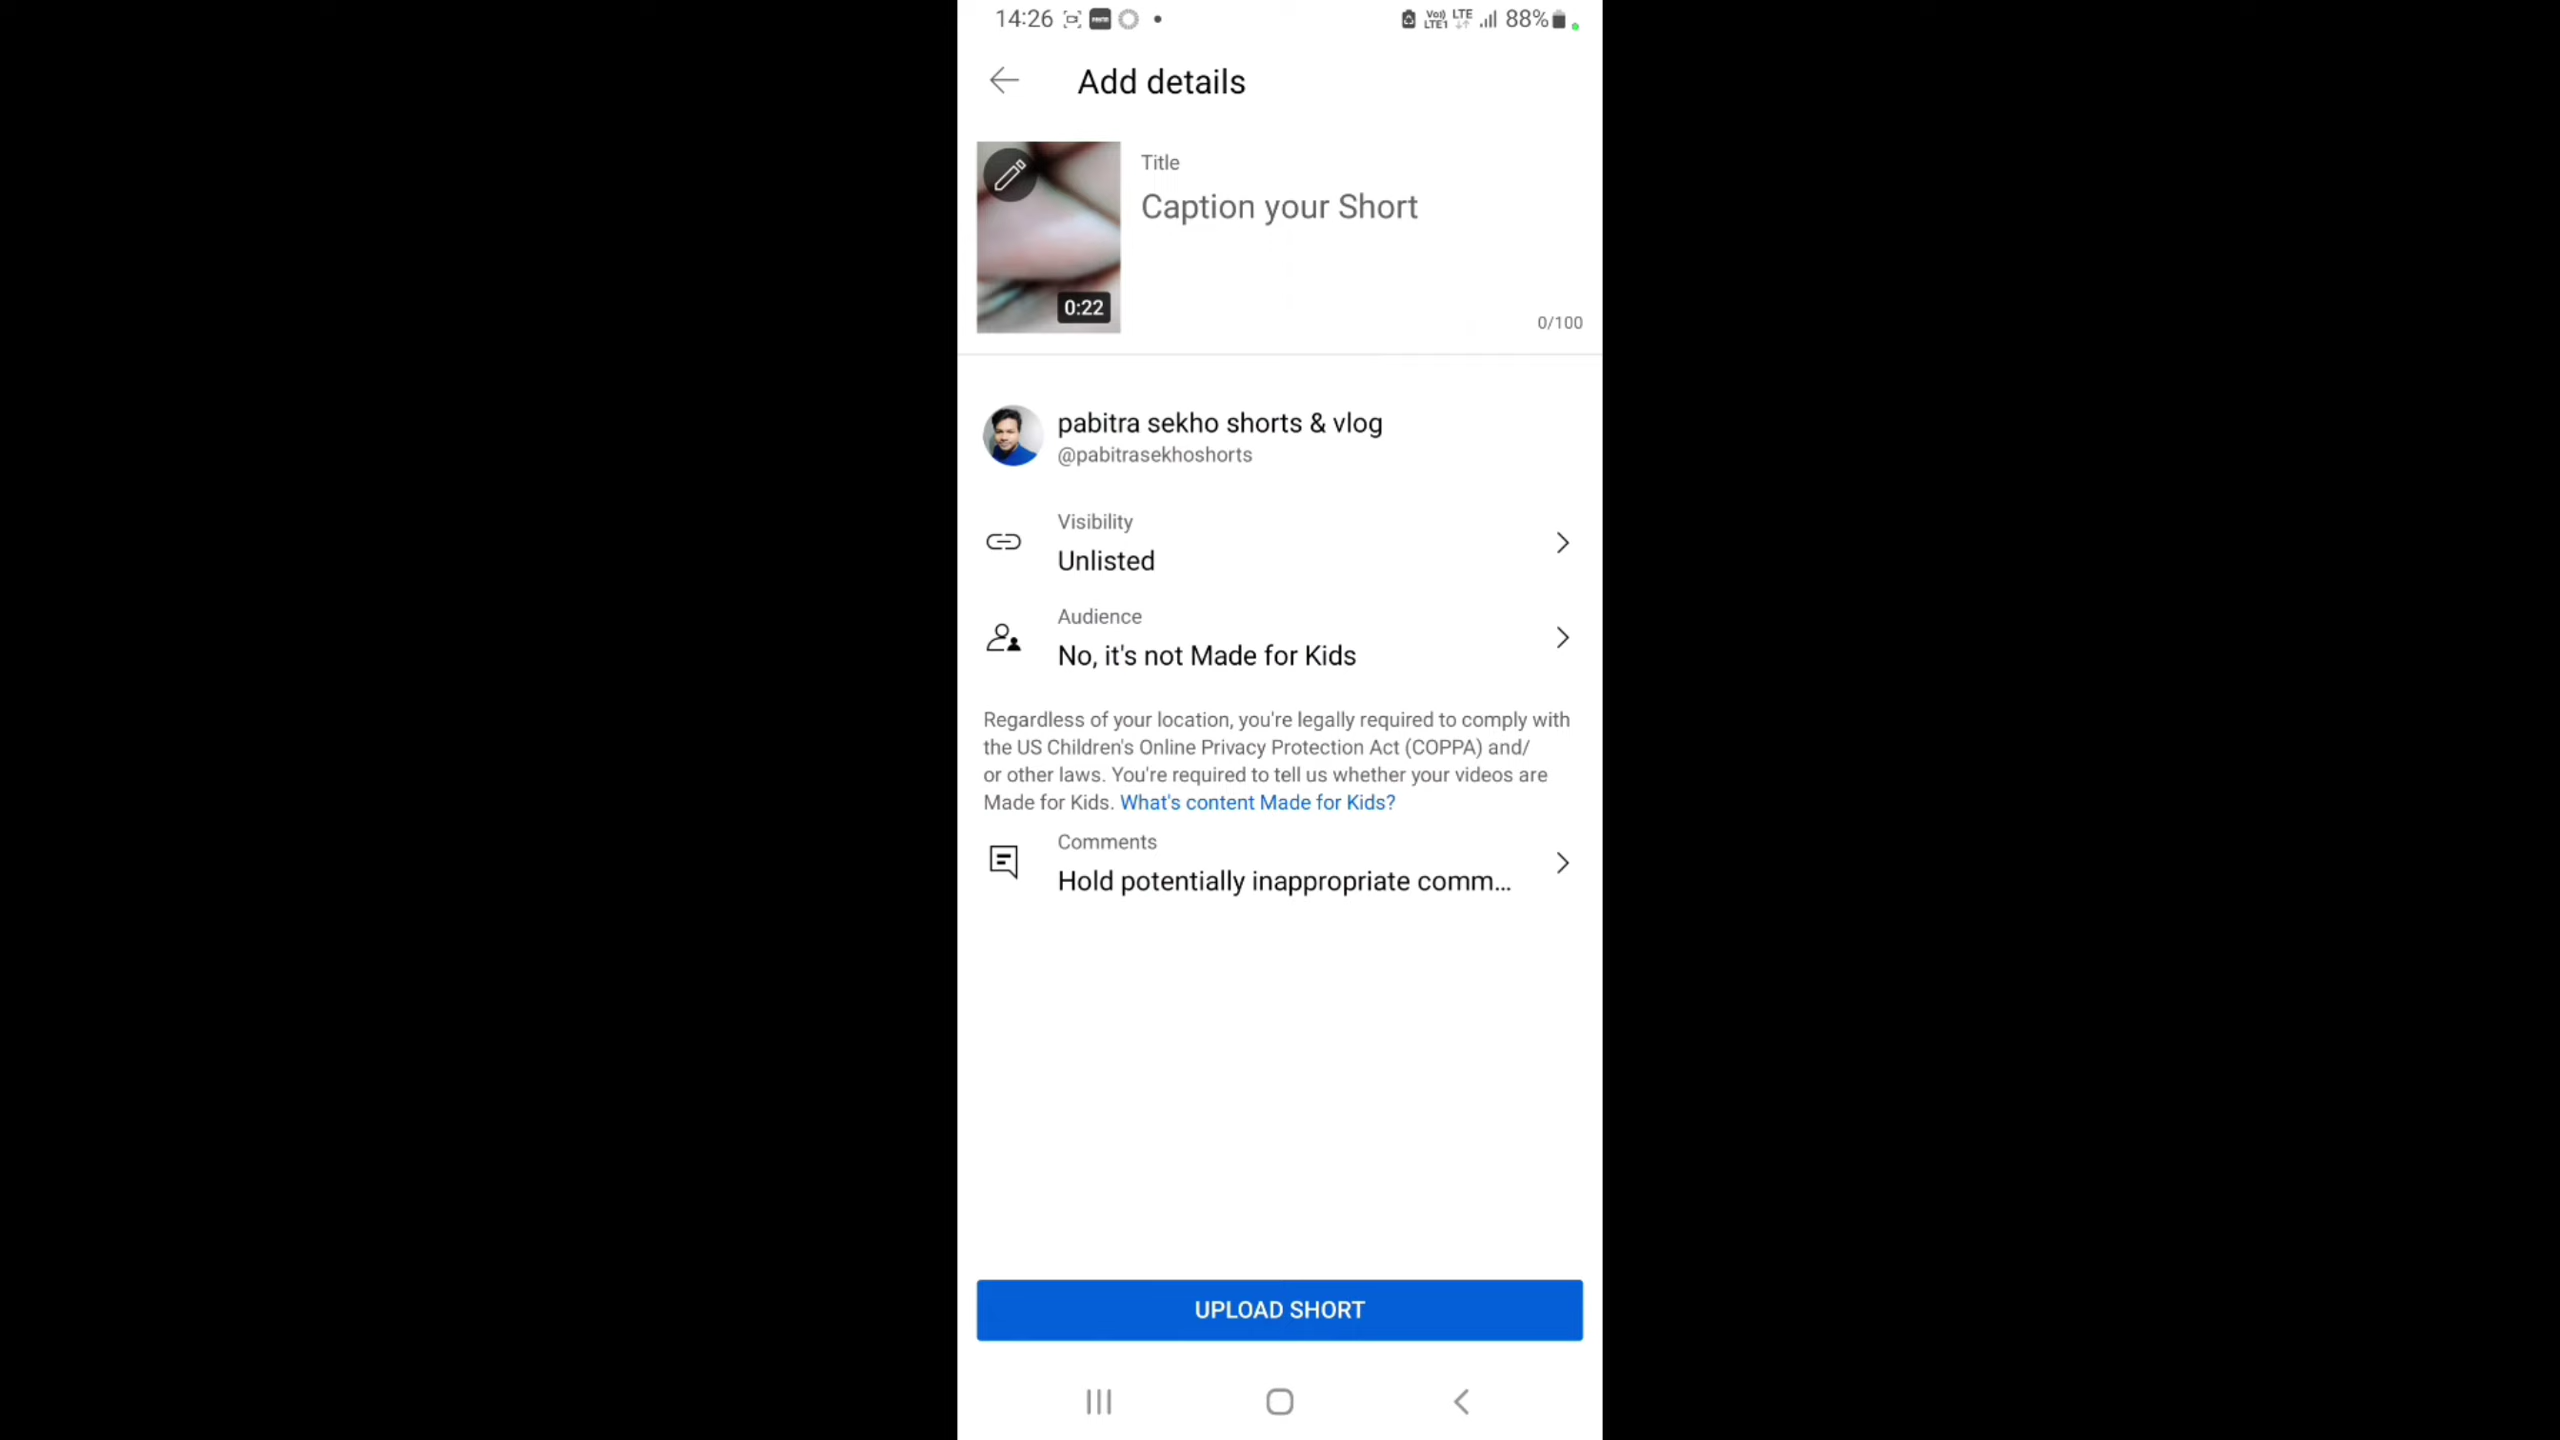 14:26
Voj) LTE
LTE1
88%
Add details
Title
Caption your Short
0:22
0/100
pabitra sekho shorts & vlog
@pabitrasekhoshorts
Visibility
Unlisted
Audience
No, it's not Made for Kids
Regardless of your location, you're legally required to comply with
the US Children's Online Privacy Protection Act (COPPA) and/
or other laws. You're required to tell us whether your videos are
Made for Kids. What's content Made for Kids?
Comments
Hold potentially inappropriate comm...
UPLOAD SHORT